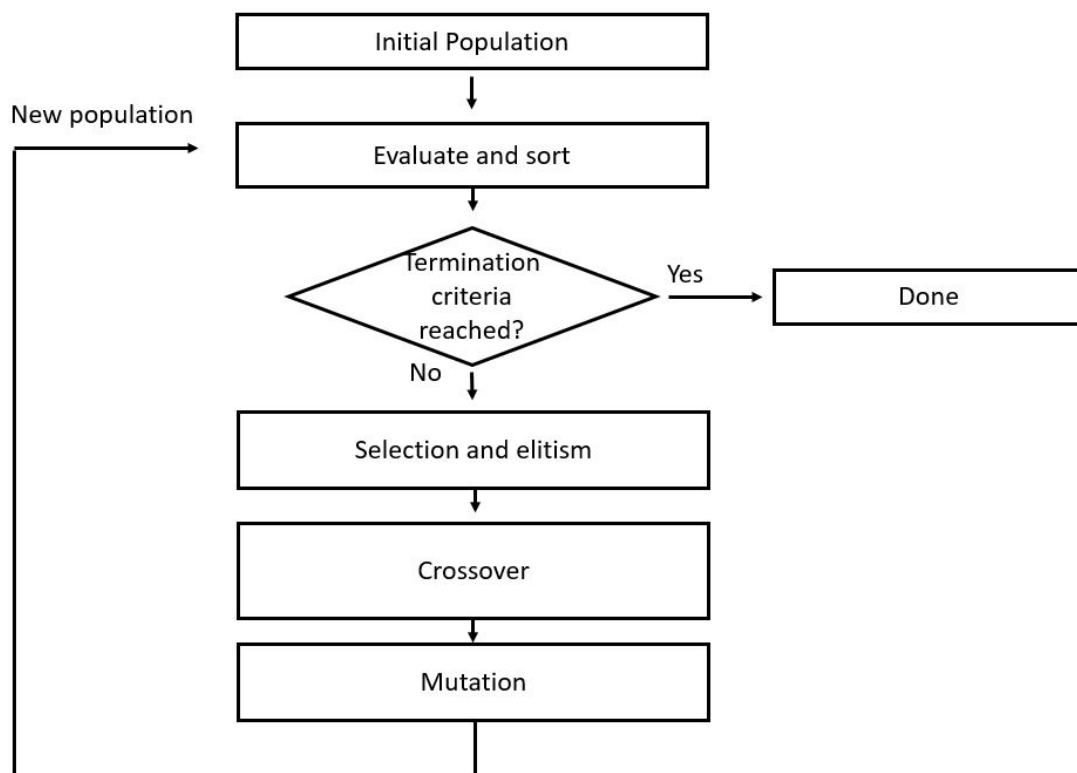 Initial Population
New population
Evaluate and sort
Termination
criteria
reached?
Yes
Done
No
Selection and elitism
Crossover
Mutation